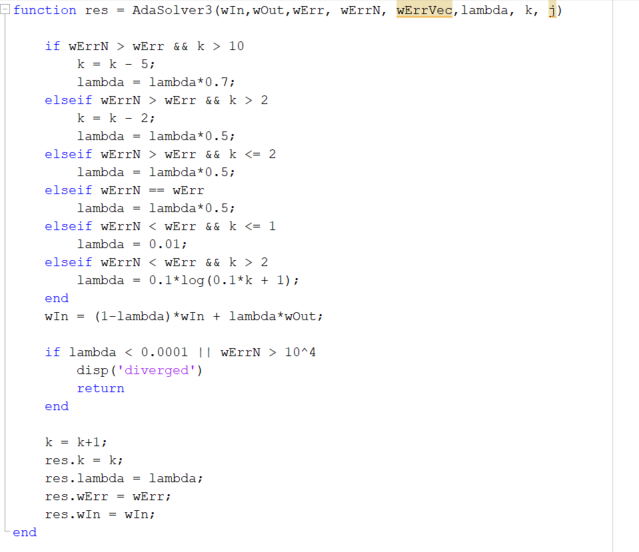 function res = AdaSolver3(wIn,wOut,wErr, wErrN, wErrVec,lambda, k, j)
if wErrN > wErr && k > 10
k = k - 5;
lambda = lambda*0.7;
elseif wErrN > wErr && k > 2
k = k - 2;
lambda = lambda*0.5;
elseif wErrN > wErr && k <= 2
lambda = lambda*0.5;
elseif wErrN == wErr
lambda = lambda*0.5;
elseif wErrN < wErr && k <= 1
lambda = 0.01;
elseif wErrN < wErr && k > 2
lambda = 0.1*log(0.1*k + 1);
end
wIn = (1-lambda)*wIn + lambda*wOut;
if lambda < 0.0001 || wErrN > 10^4
disp('diverged')
return
end
k = k+1;
res.k = k;
res.lambda = lambda;
res.wErr = wErr;
res.wIn = wIn;
end